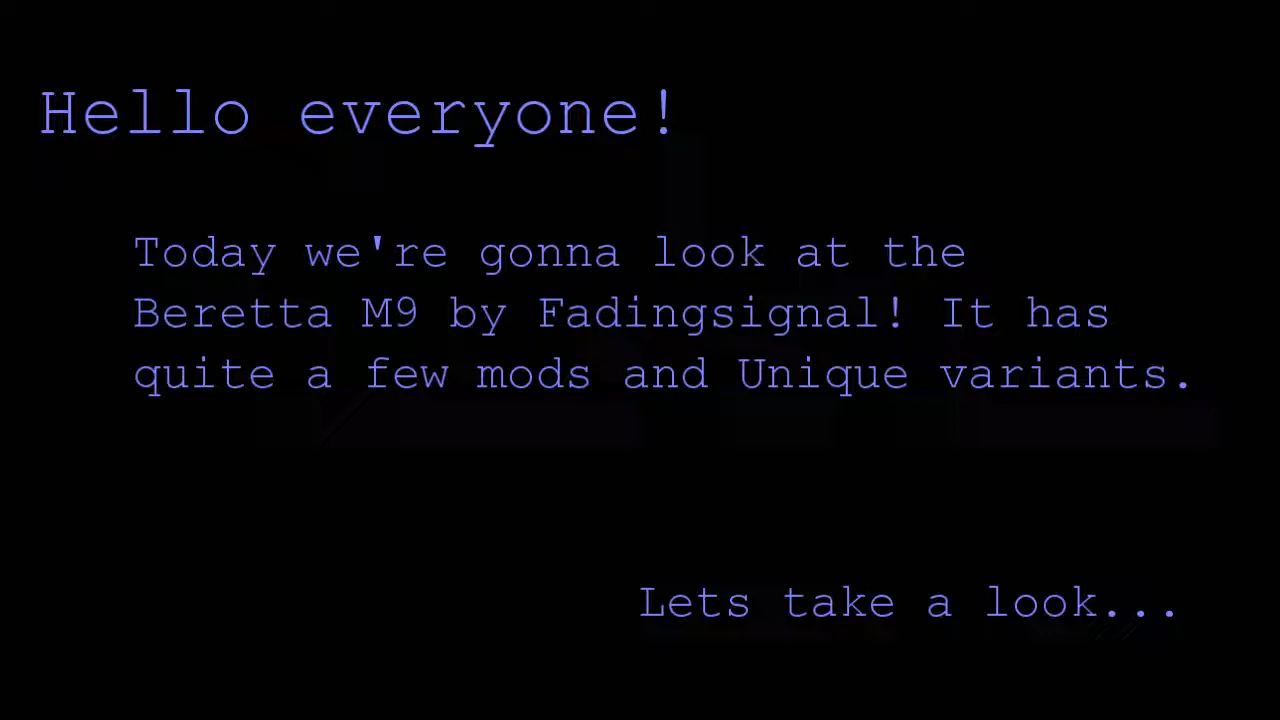 Hello everyone!
Today we're gonna look at the
Beretta M9 by Fadingsignal! It has
quite a few mods and Unique variants.
Lets take a look...